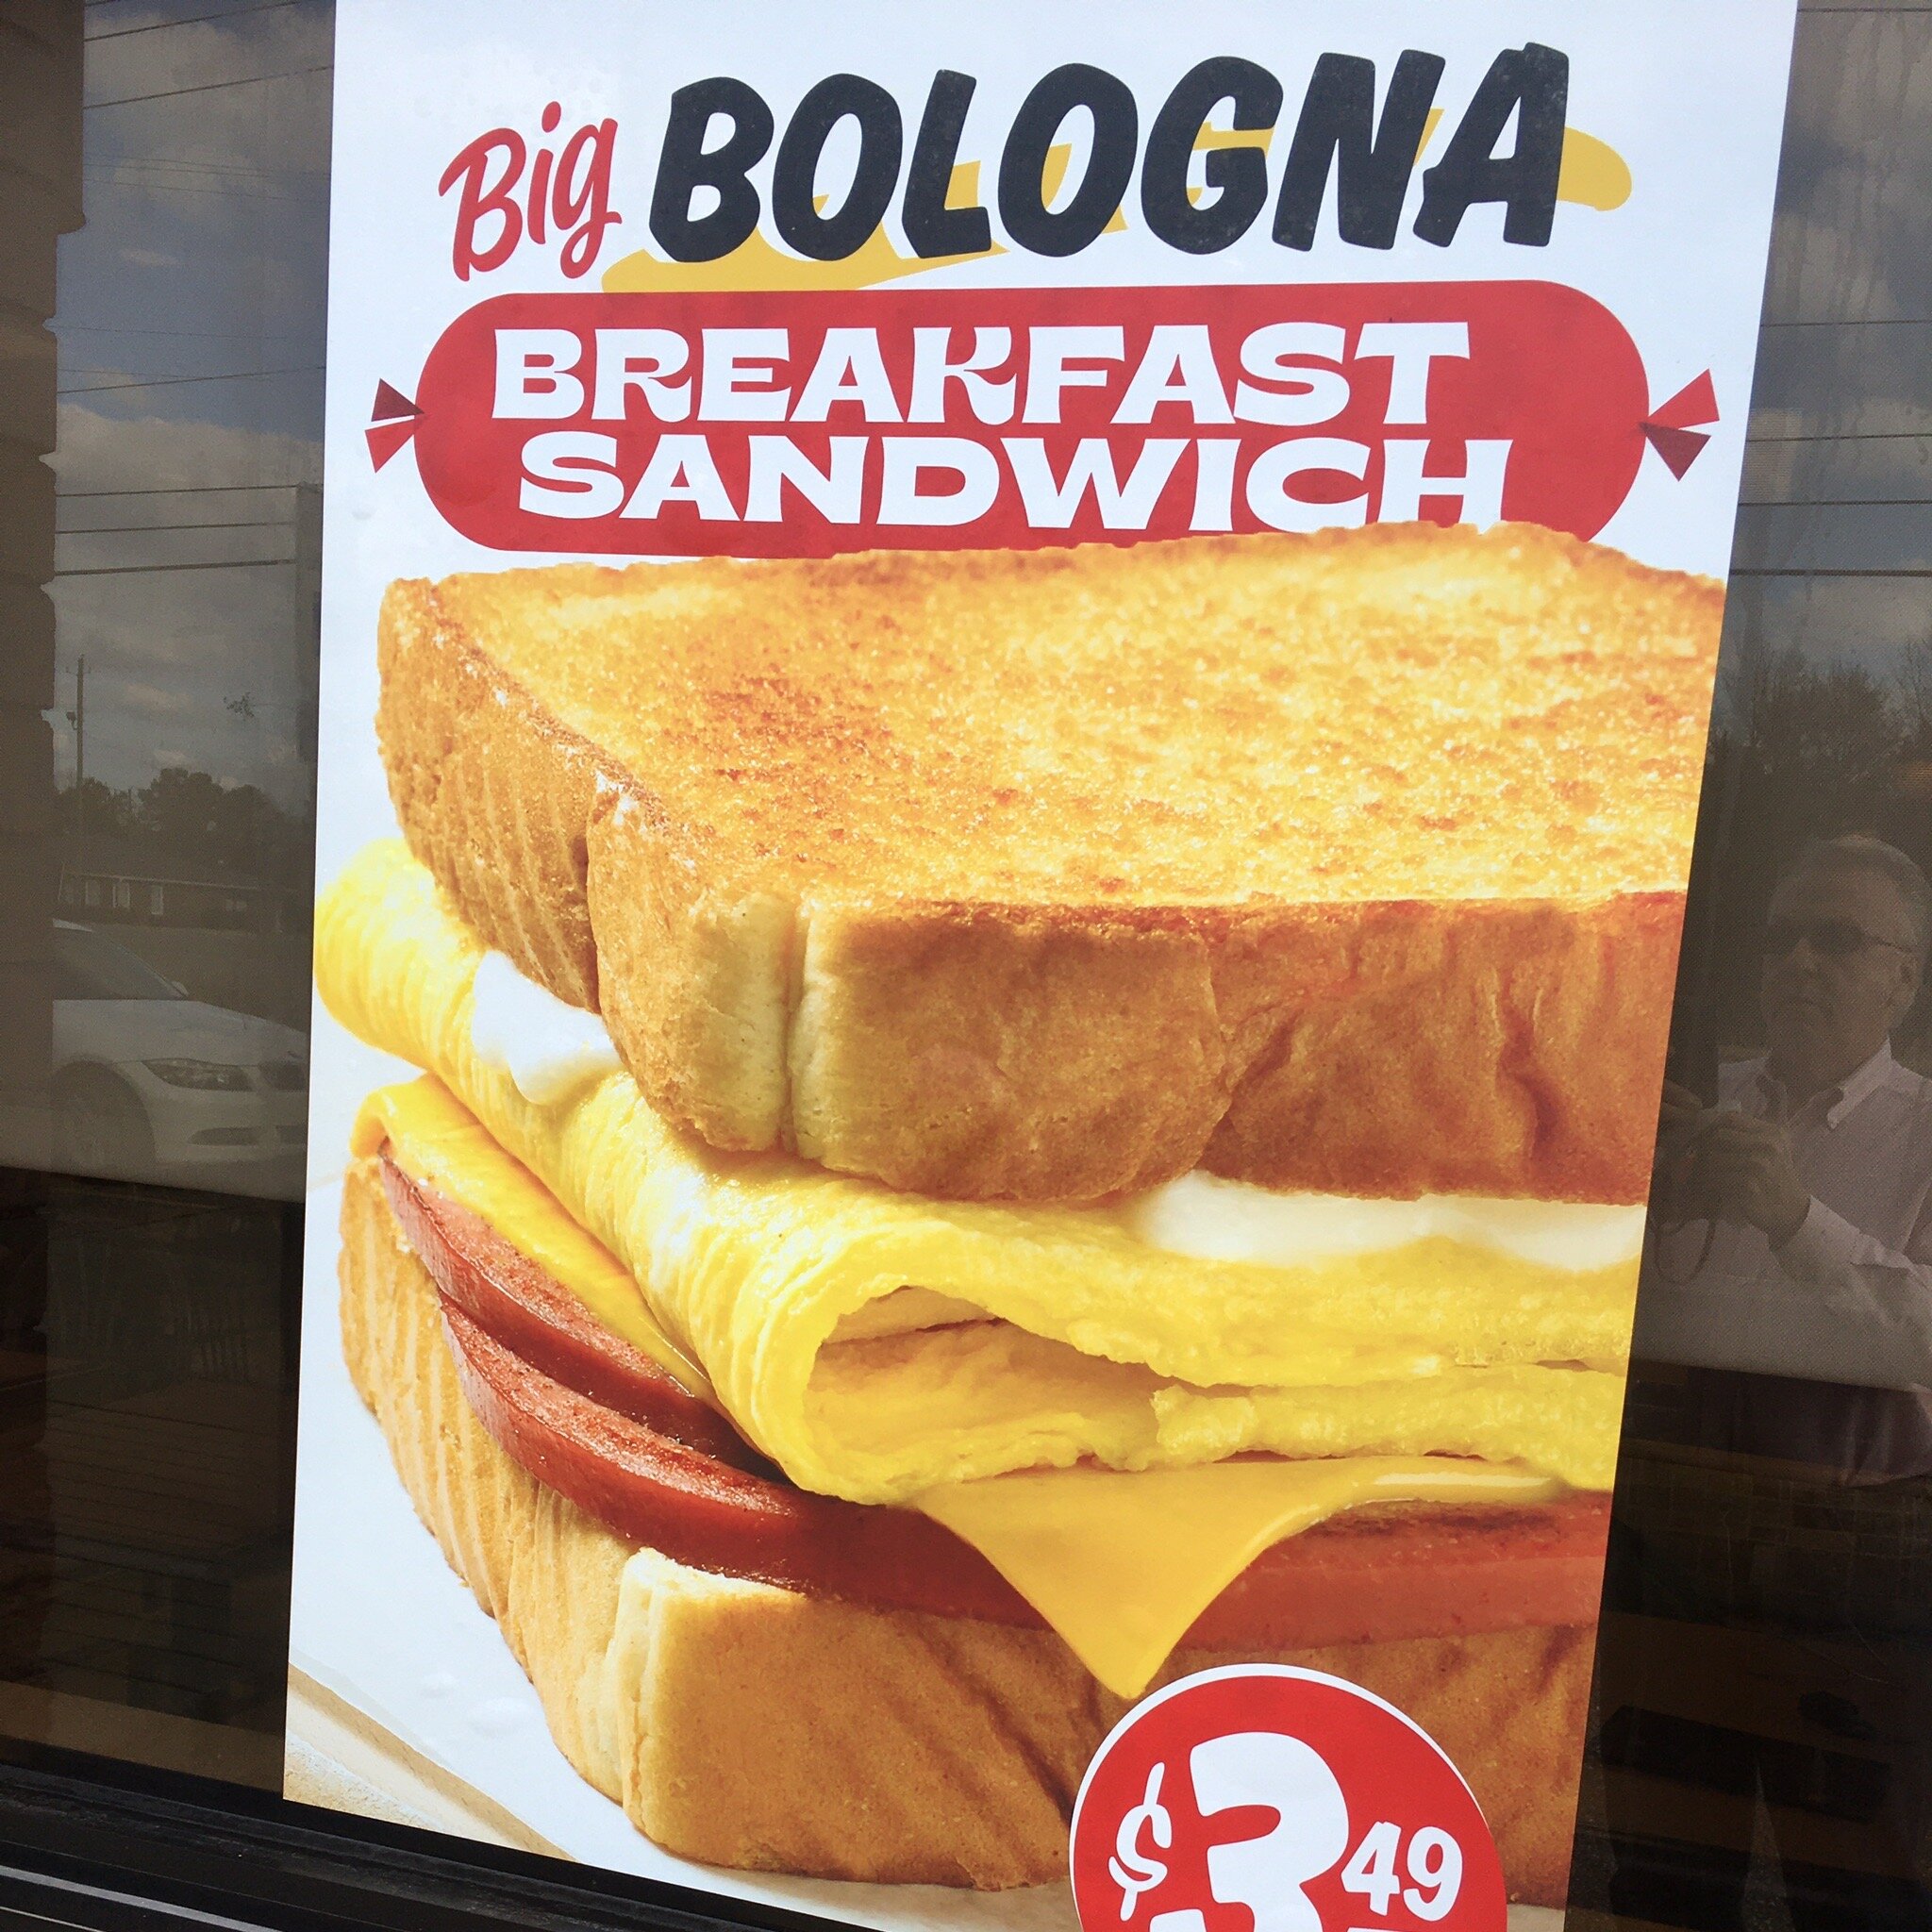 Big BOLOGNA
BREAKFAST
SANDWICH
$3 49